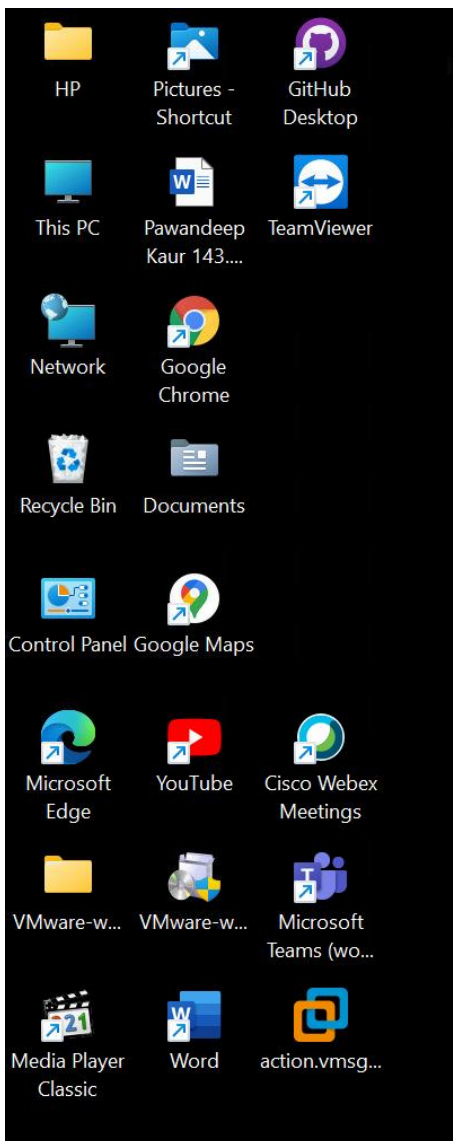 HP
Pictures -
Shortcut
GitHub
Desktop
This PC
Pawandeep
Kaur 143....
TeamViewer
Network
Google
Chrome
Recycle Bin
Documents
Control Panel
Google Maps
Microsoft
Edge
YouTube
Cisco Webex
Meetings
VMware-w...
VMware-w...
Microsoft
Teams (wo...
321
Media Player
Classic
Word
action.vmsg...